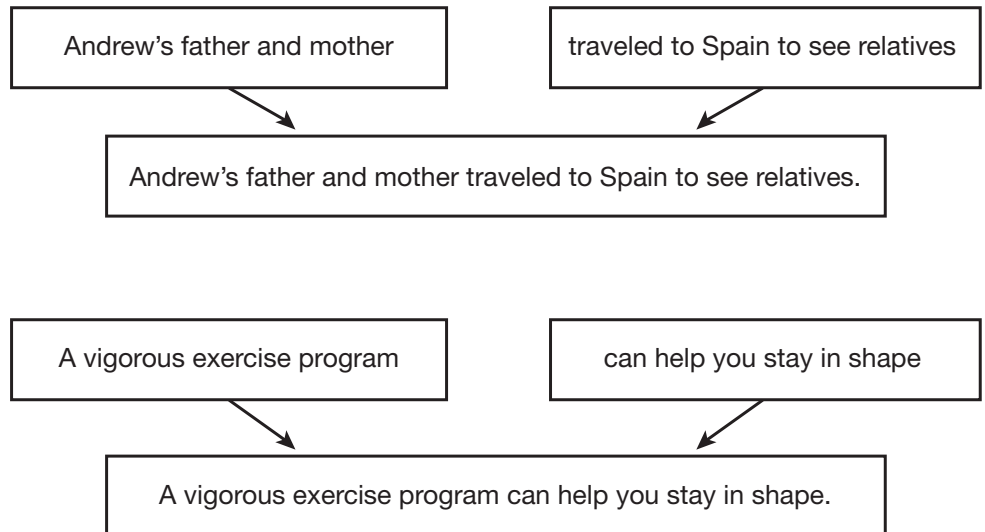 Andrew’s father and mother
traveled to Spain to see relatives
Andrew’s father and mother traveled to Spain to see relatives.
A vigorous exercise program
can help you stay in shape
A vigorous exercise program can help you stay in shape.